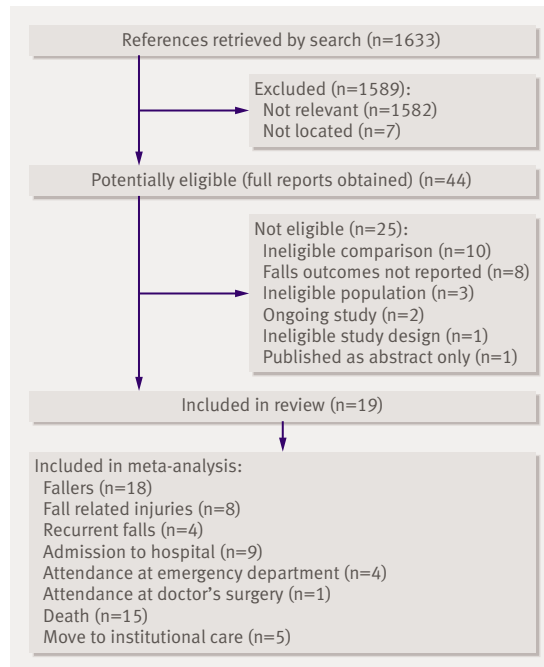 References retrieved by search (n=1633)
Excluded (n=1589):
Not relevant (n=1582)
Not located (n=7)
Potentially eligible (full reports obtained) (n=44)
Not eligible (n=25):
Ineligible comparison (n=10)
Falls outcomes not reported (n=8)
Ineligible population (n=3)
Ongoing study (n=2)
Ineligible study design (n=1)
Published as abstract only (n=1)
Included in review (n=19)
Included in meta-analysis:
Fallers (n=18)
Fall related injuries (n=8)
Recurrent falls (n=4)
Admission to hospital (n=9)
Attendance at emergency department (n=4)
Attendance at doctor's surgery (n=1)
Death (n=15)
Move to institutional care (n=5)